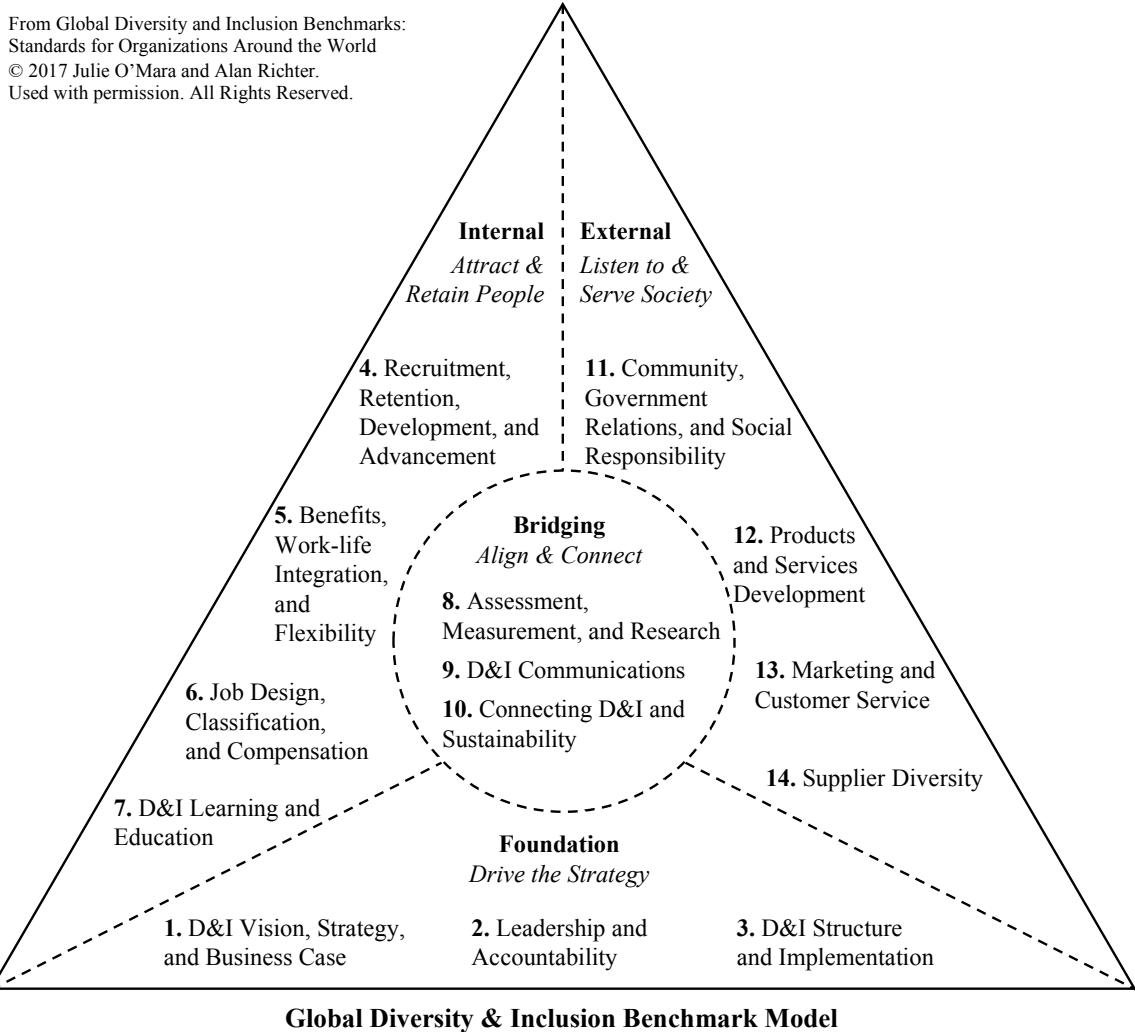 From Global Diversity and Inclusion Benchmarks:
Standards for Organizations Around the World
© 2017 Julie O’Mara and Alan Richter.
Used with permission. All Rights Reserved.
Internal
Attract &
Retain People
External
Listen to &
Serve Society
4. Recruitment,
Retention,
Development, and
Advancement
11. Community,
Government
Relations, and Social
Responsibility
5. Benefits,
Work-life
Integration,
and
Flexibility
Bridging
Align & Connect
8. Assessment,
Measurement, and Research
9. D&I Communications
10. Connecting D&I and
Sustainability
12. Products
and Services
Development
6. Job Design,
Classification,
and Compensation
13. Marketing and
Customer Service
7. D&I Learning and
Education
14. Supplier Diversity
Foundation
Drive the Strategy
1. D&I Vision, Strategy,
and Business Case
2. Leadership and
Accountability
3. D&I Structure
and Implementation
Global Diversity & Inclusion Benchmark Model